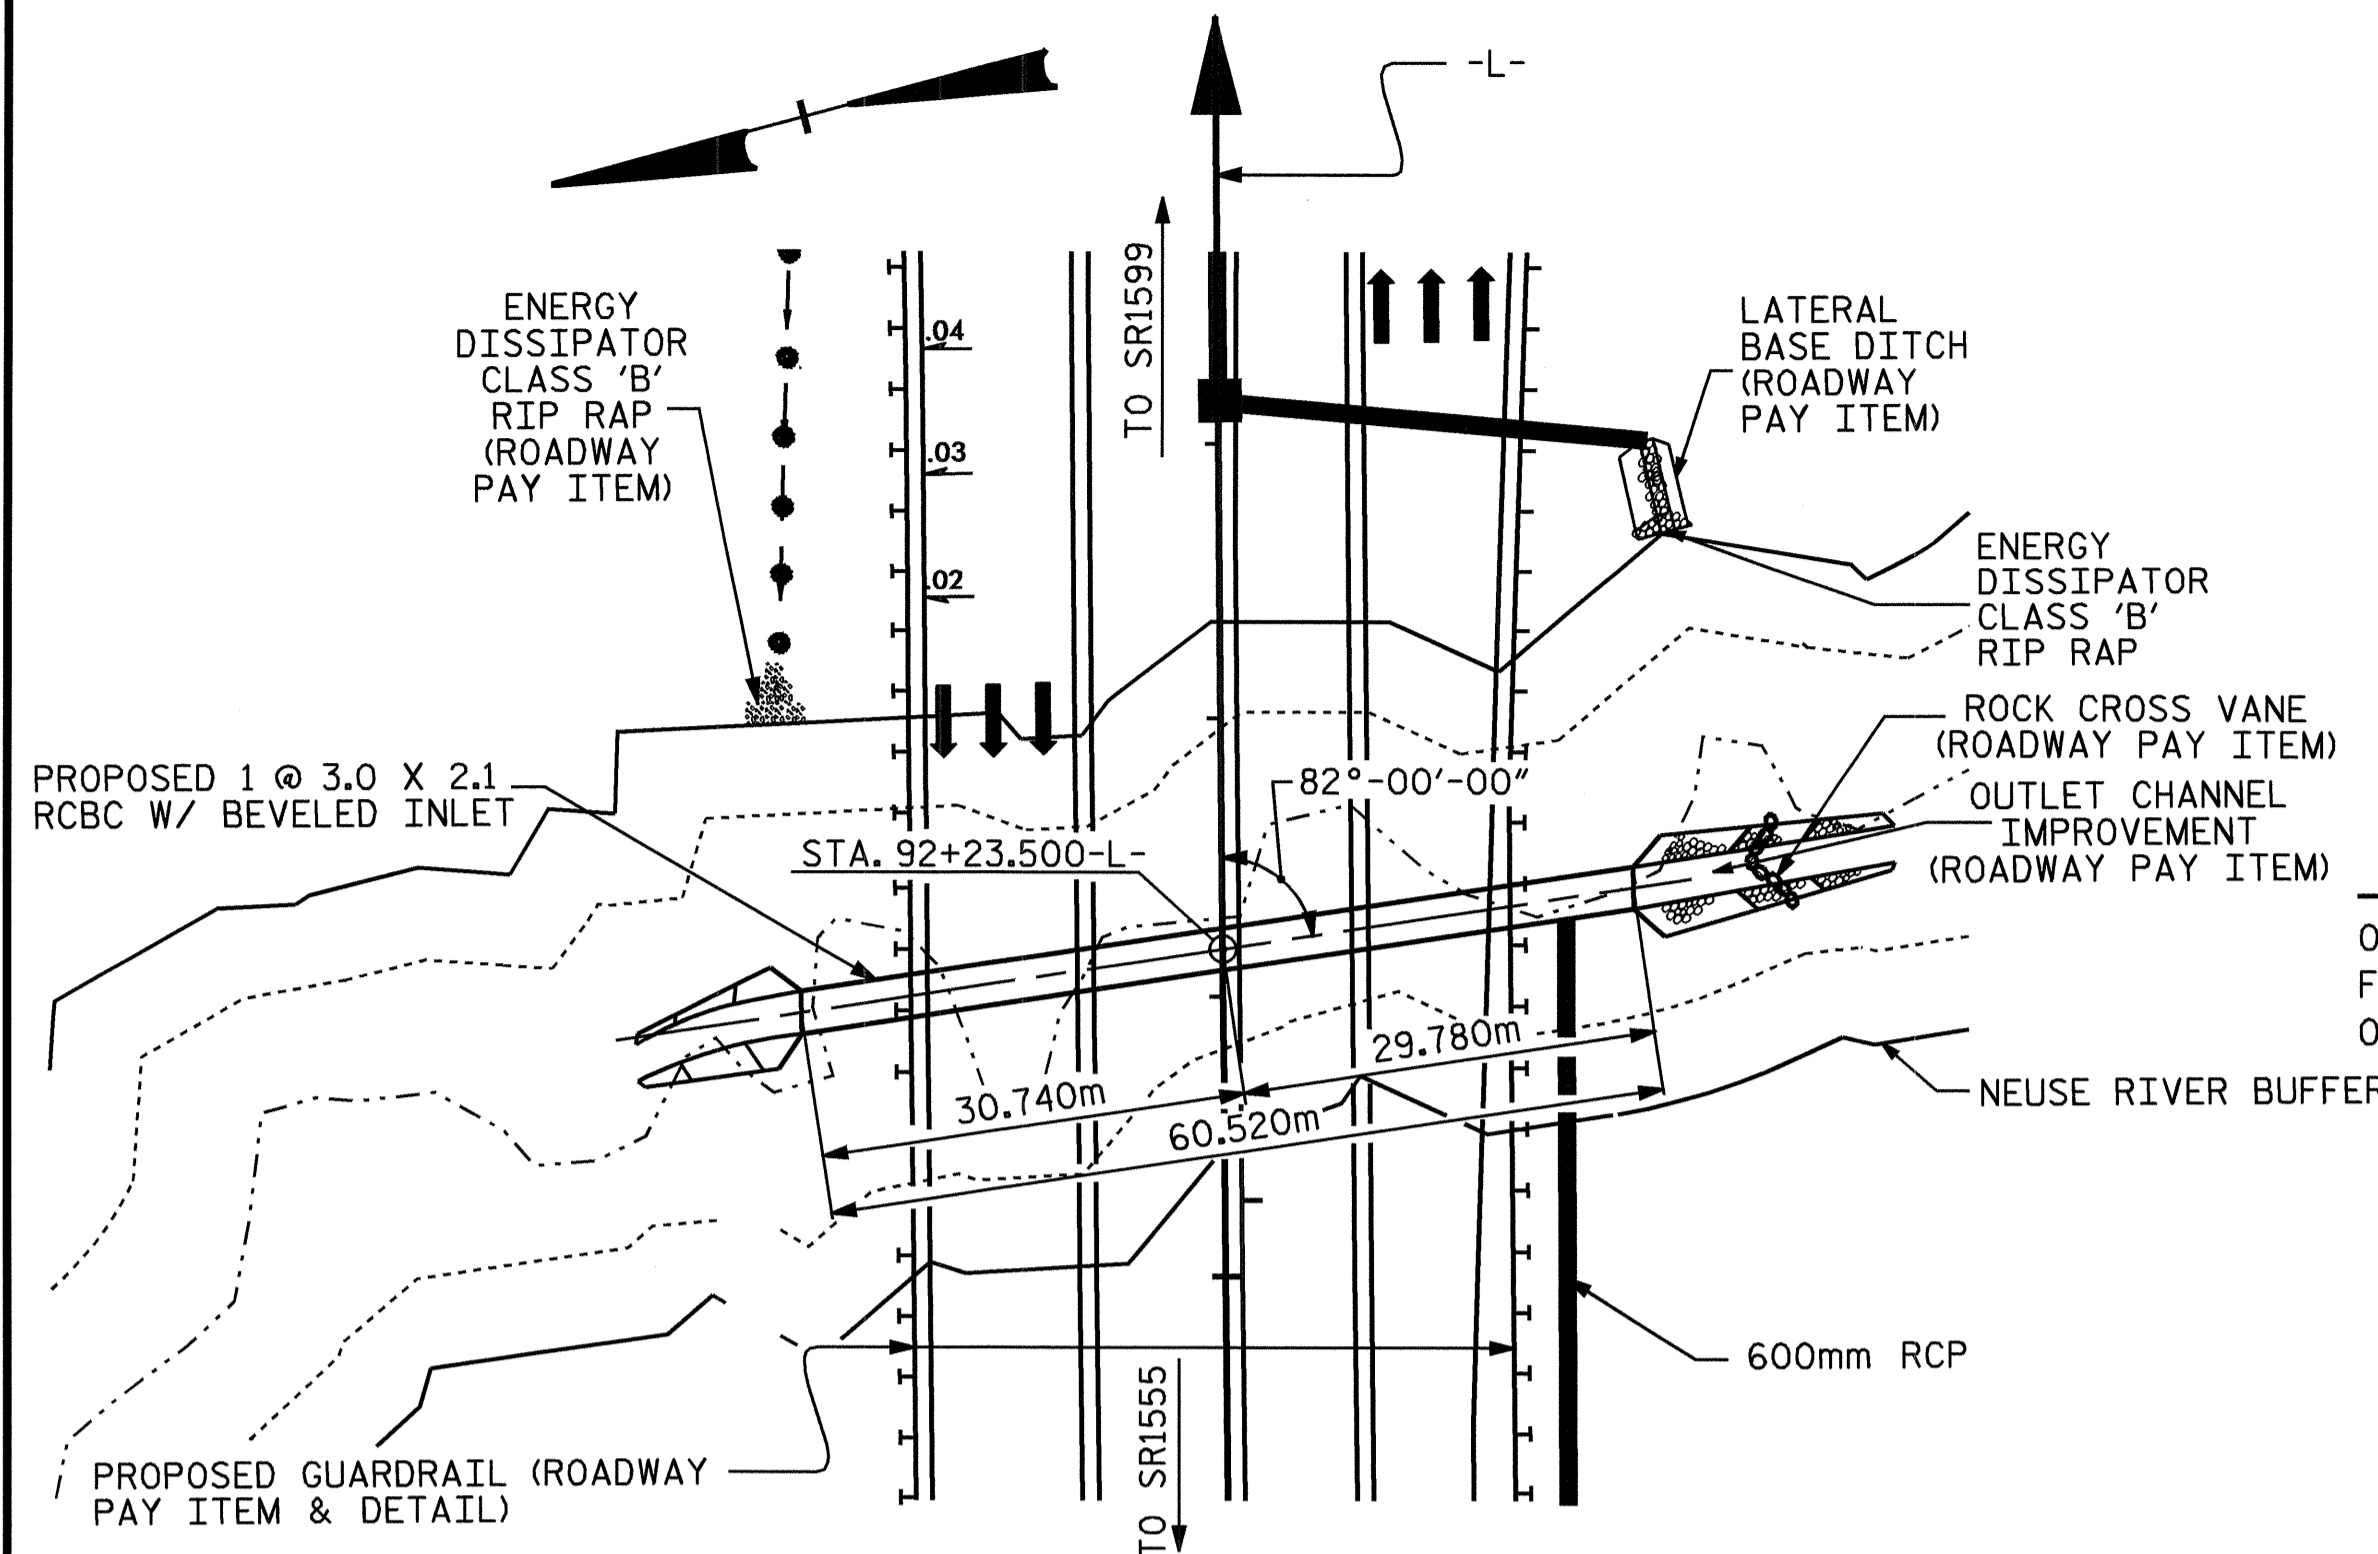 -L-
TO SR1599
ENERGY
DISSIPATOR
CLASS 'B'
RIP RAP
(ROADWAY
PAY ITEM)
.04
.03
.02
LATERAL
BASE DITCH
(ROADWAY
PAY ITEM)
ENERGY
DISSIPATOR
CLASS 'B'
RIP RAP
ROCK CROSS VANE
(ROADWAY PAY ITEM)
PROPOSED 1 @ 3.0 X 2.1
RCBC W/ BEVELED INLET
82°-00'-00"
OUTLET CHANNEL
IMPROVEMENT
(ROADWAY PAY ITEM)
STA. 92+23.500-L-
O
F
O
29.780m
30.740m
60.520m
NEUSE RIVER BUFFER
600mm RCP
TO SR1555
PROPOSED GUARDRAIL (ROADWAY
PAY ITEM & DETAIL)